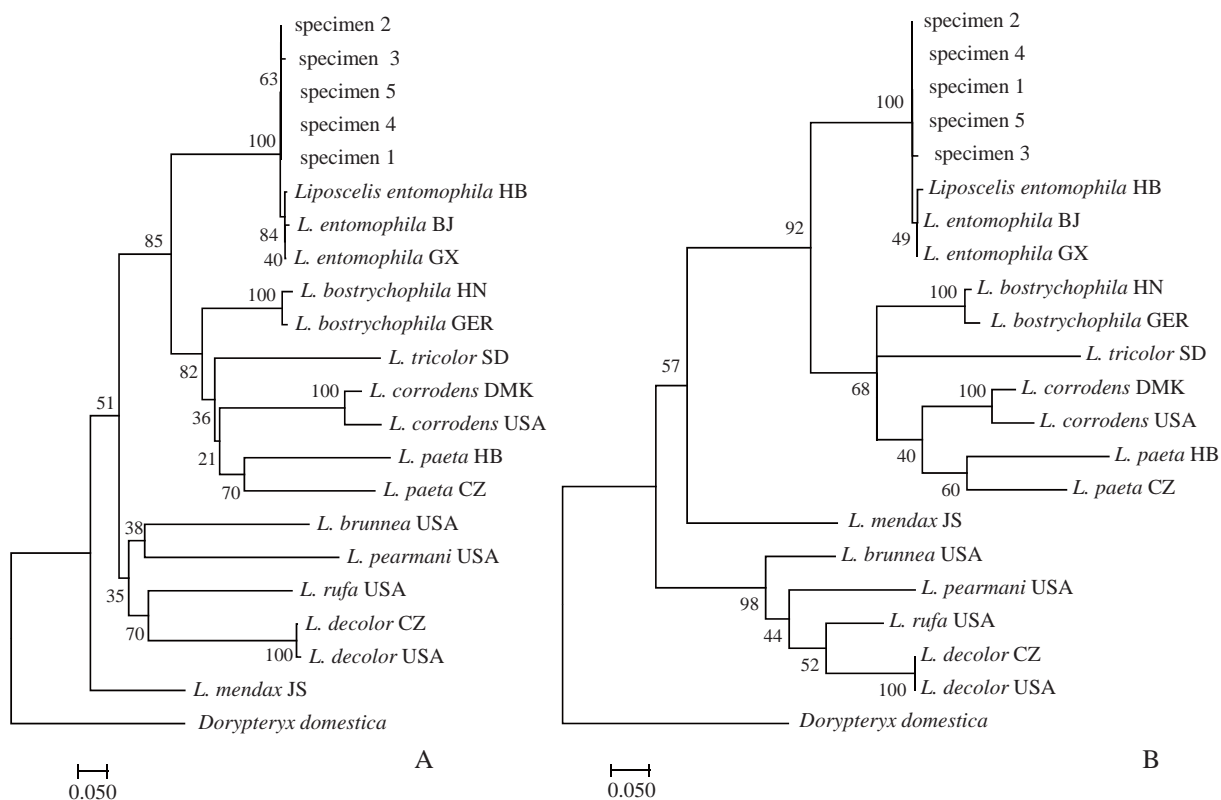 specimen 2
specimen 3
63
specimen 5
specimen 4
100
specimen 1
Liposcelis entomophila HB
L. entomophila BJ
84
85
40
L. entomophila GX
100
L. bostrychophila HN
L. bostrychophila GER
L. tricolor SD
82
L. corrodens DMK
100
51
36
L. corrodens USA
21
L. paeta HB
70
L. paeta CZ
38
L. brunnea USA
L. pearmani USA
35
L. rufa USA
70
L. decolor CZ
100
L. decolor USA
L. mendax JS
Dorypteryx domestica
A
0.050
specimen 2
specimen 4
specimen 1
100
specimen 5
specimen 3
Liposcelis entomophila HB
L. entomophila BJ
92
49
L. entomophila GX
100
L. bostrychophila HN
L. bostrychophila GER
L. tricolor SD
57
68
L. corrodens DMK
100
L. corrodens USA
40
L. paeta HB
60
L. paeta CZ
L. mendax JS
L. brunnea USA
L. pearmani USA
98
44
L. rufa USA
52
L. decolor CZ
100
L. decolor USA
Dorypteryx domestica
B
0.050